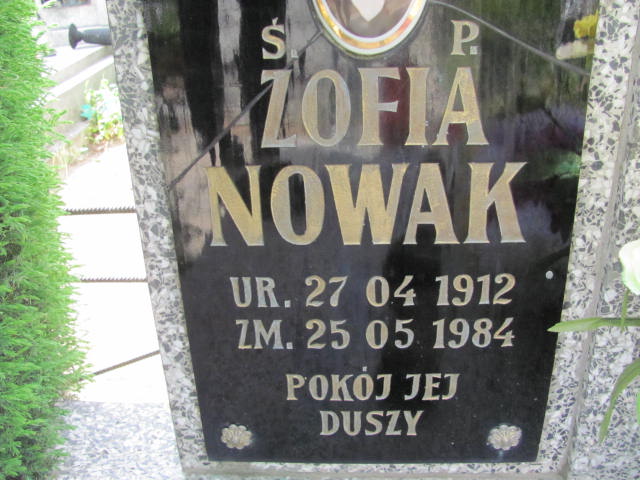 Ś. P.
ZOFIA
NOWAK
UR. 27 04 1912
ZM. 25 05 1984
POKÓJ JEJ
DUSZY